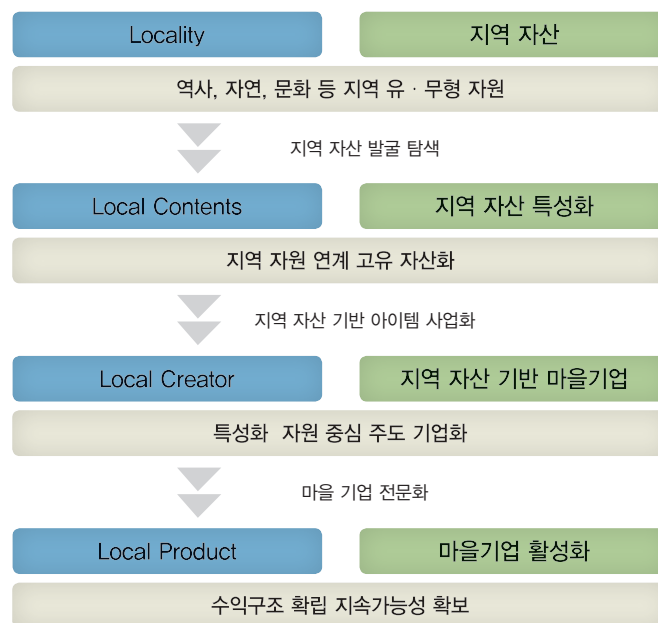 Locality 지역 자산
역사, 자연, 문화 등 지역 유 · 무형 자원
지역 자산 발굴 탐색
Local Contents 지역 자산 특성화
지역 자원 연계 고유 자산화
지역 자산 기반 아이템 사업화
Local Creator 지역 자산 기반 마을기업
특성화 자원 중심 주도 기업화
마을 기업 전문화
Local Product 마을기업 활성화
수익구조 확립 지속가능성 확보